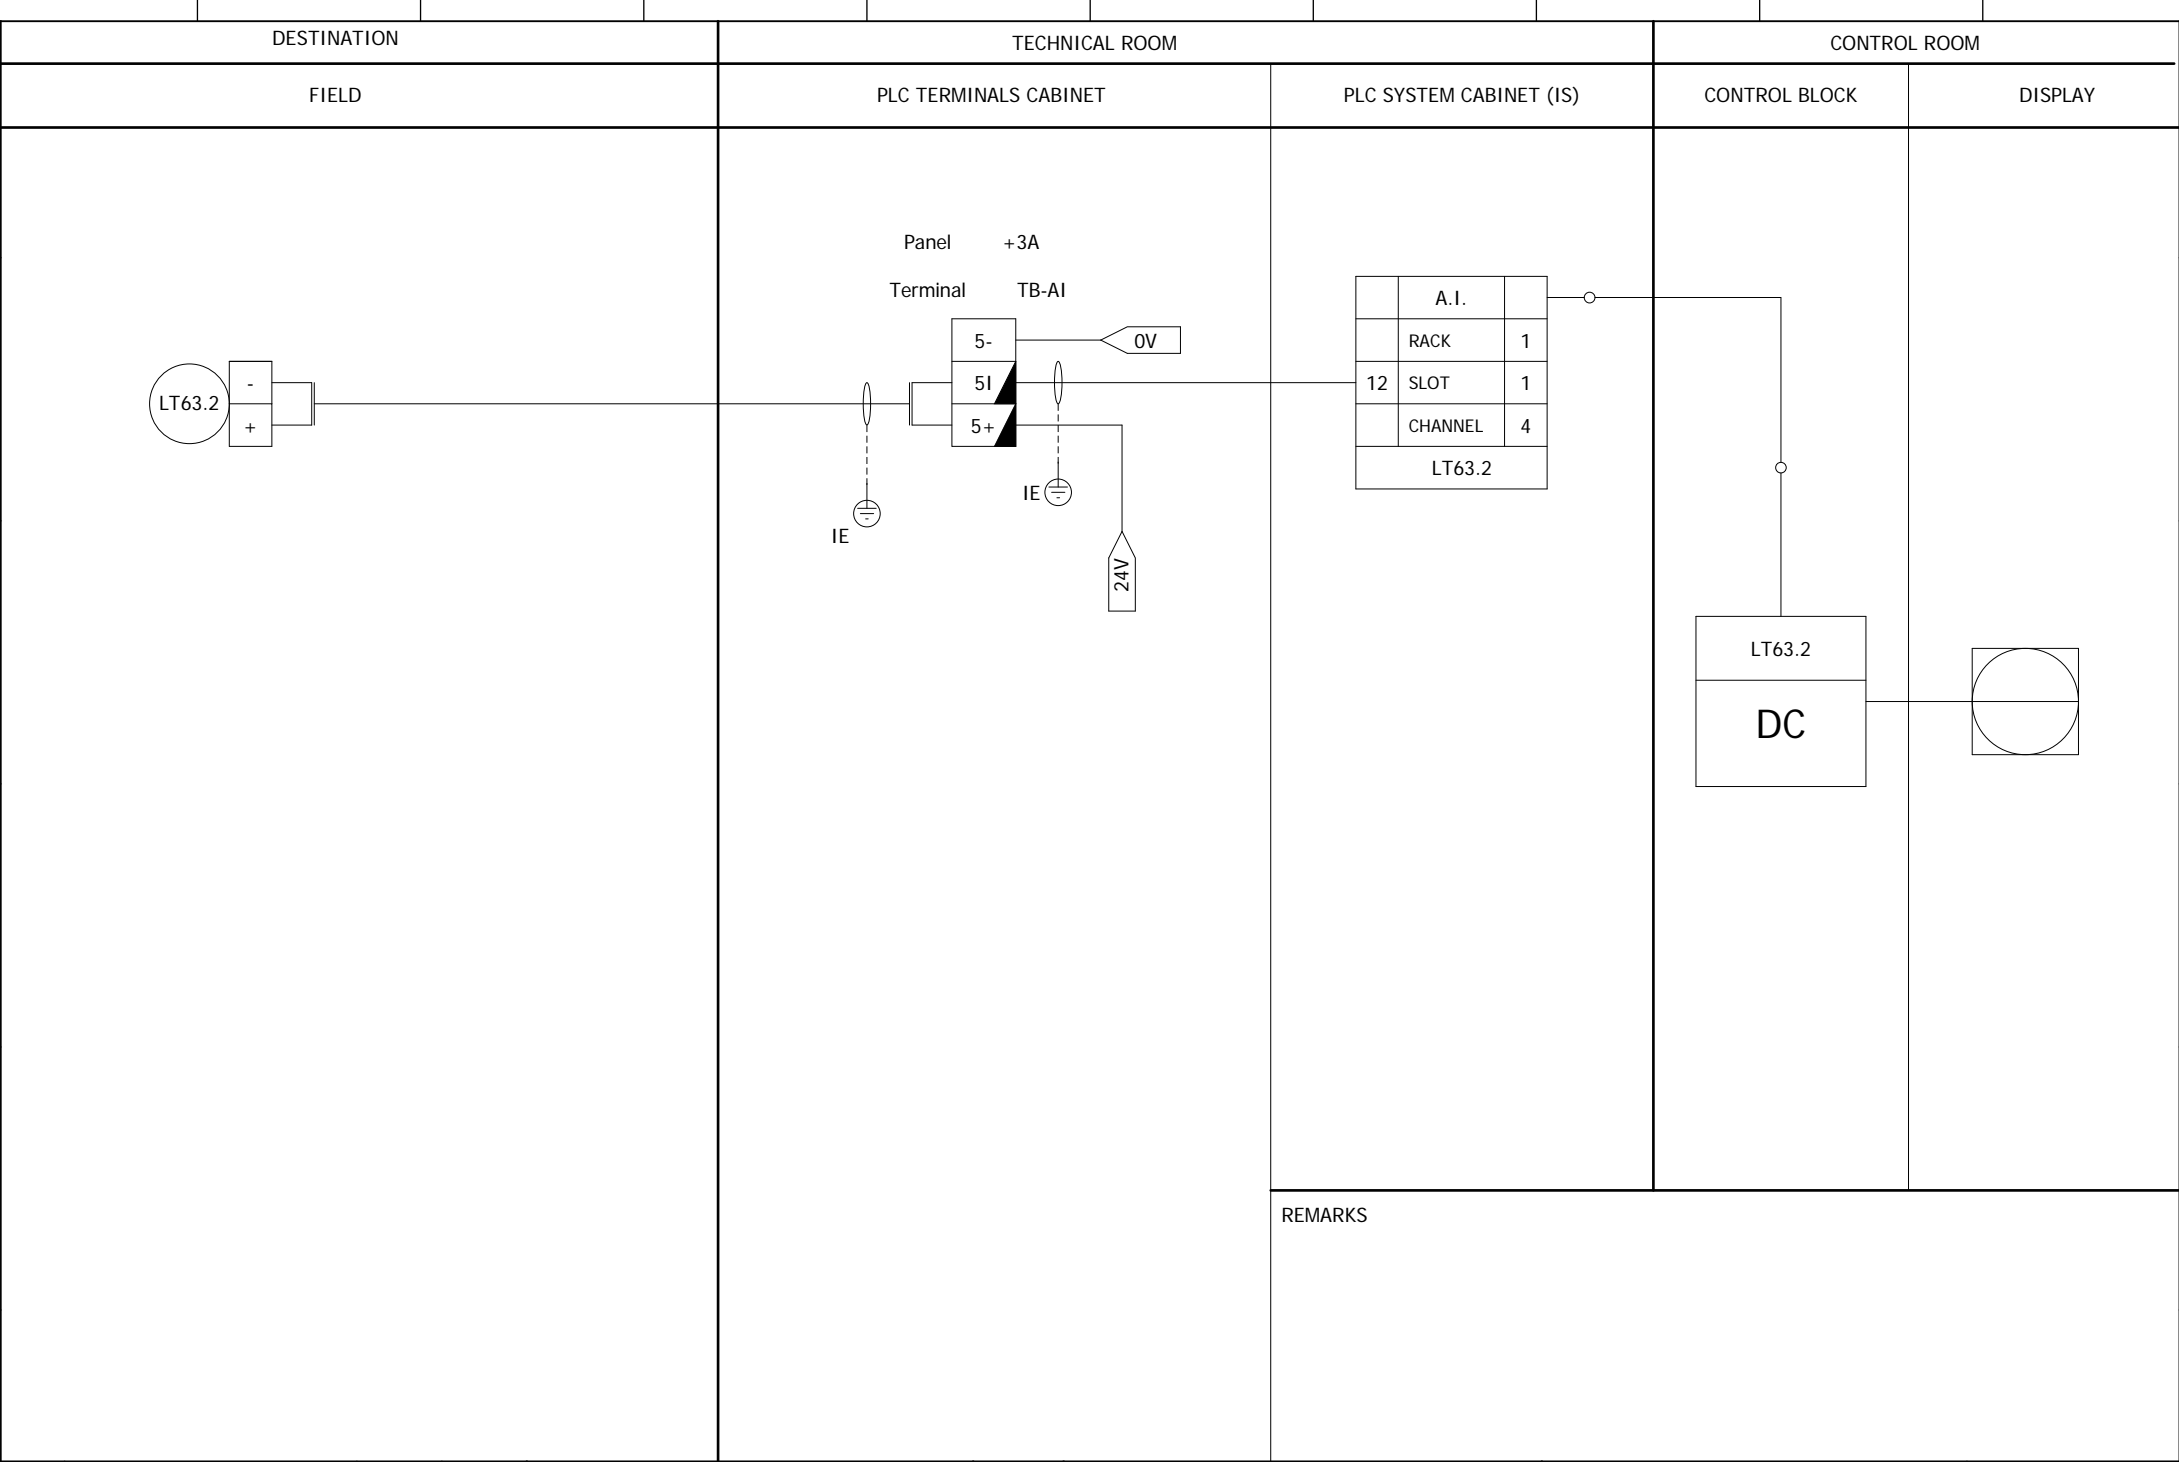 DESTINATION TECHNICAL ROOM CONTROL ROOM
FIELD PLC TERMINALS CABINET PLC SYSTEM CABINET (IS) CONTROL BLOCK DISPLAY
Panel +3A
Terminal TB-AI
A.I.
5- 0V RACK 1
- 5I 12 SLOT 1
LT63.2
+ 5+ CHANNEL 4
LT63.2
IE
IE
24V
LT63.2
DC
REMARKS